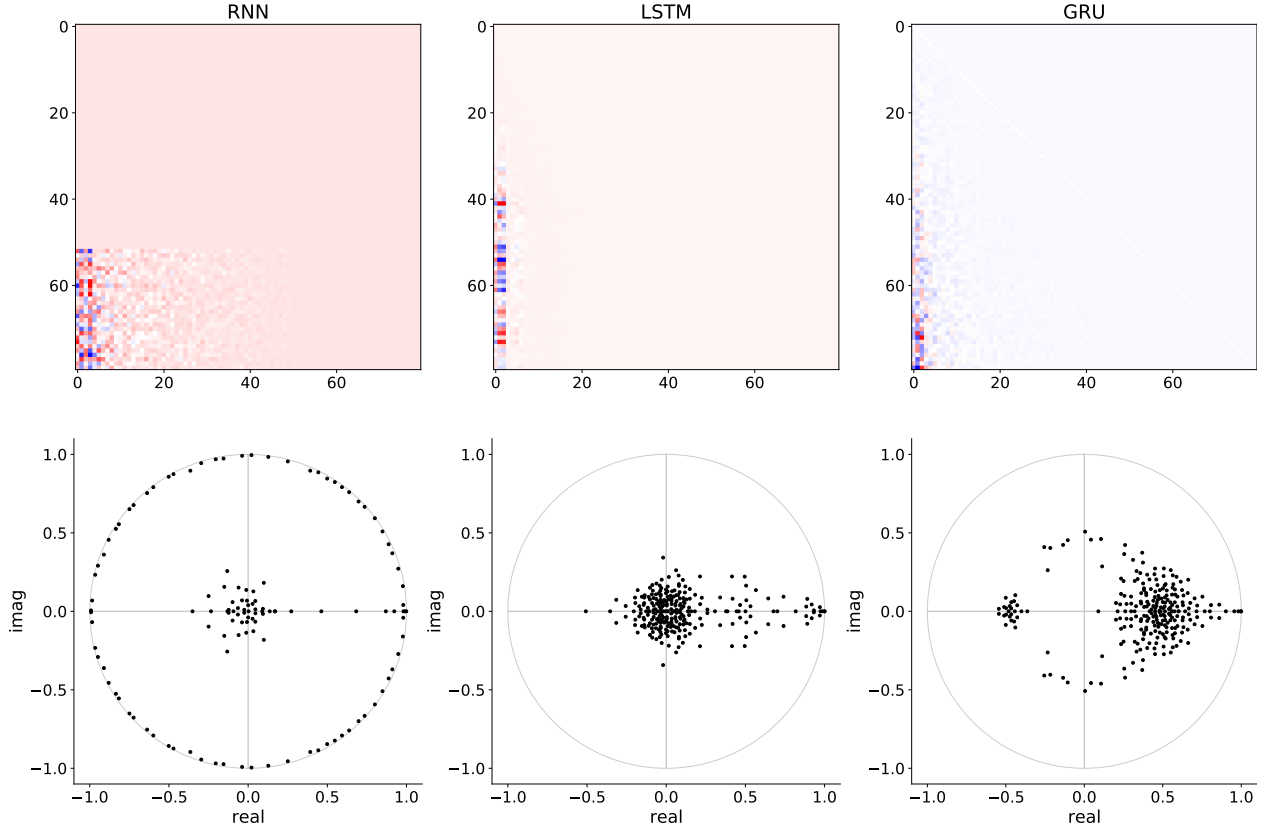 RNN LSTM GRU
0 0 0
20 20 20
40 40 40
60 60 60
0 20 40 60 0 20 40 60 0 20 40 60
1.0 1.0 1.0
0.5 0.5 0.5
imag 0.0 imag 0.0 imag 0.0
−0.5 −0.5 −0.5
−1.0 −1.0 −1.0
−1.0 −0.5 0.0 0.5 1.0 −1.0 −0.5 0.0 0.5 1.0 −1.0 −0.5 0.0 0.5 1.0
real real real